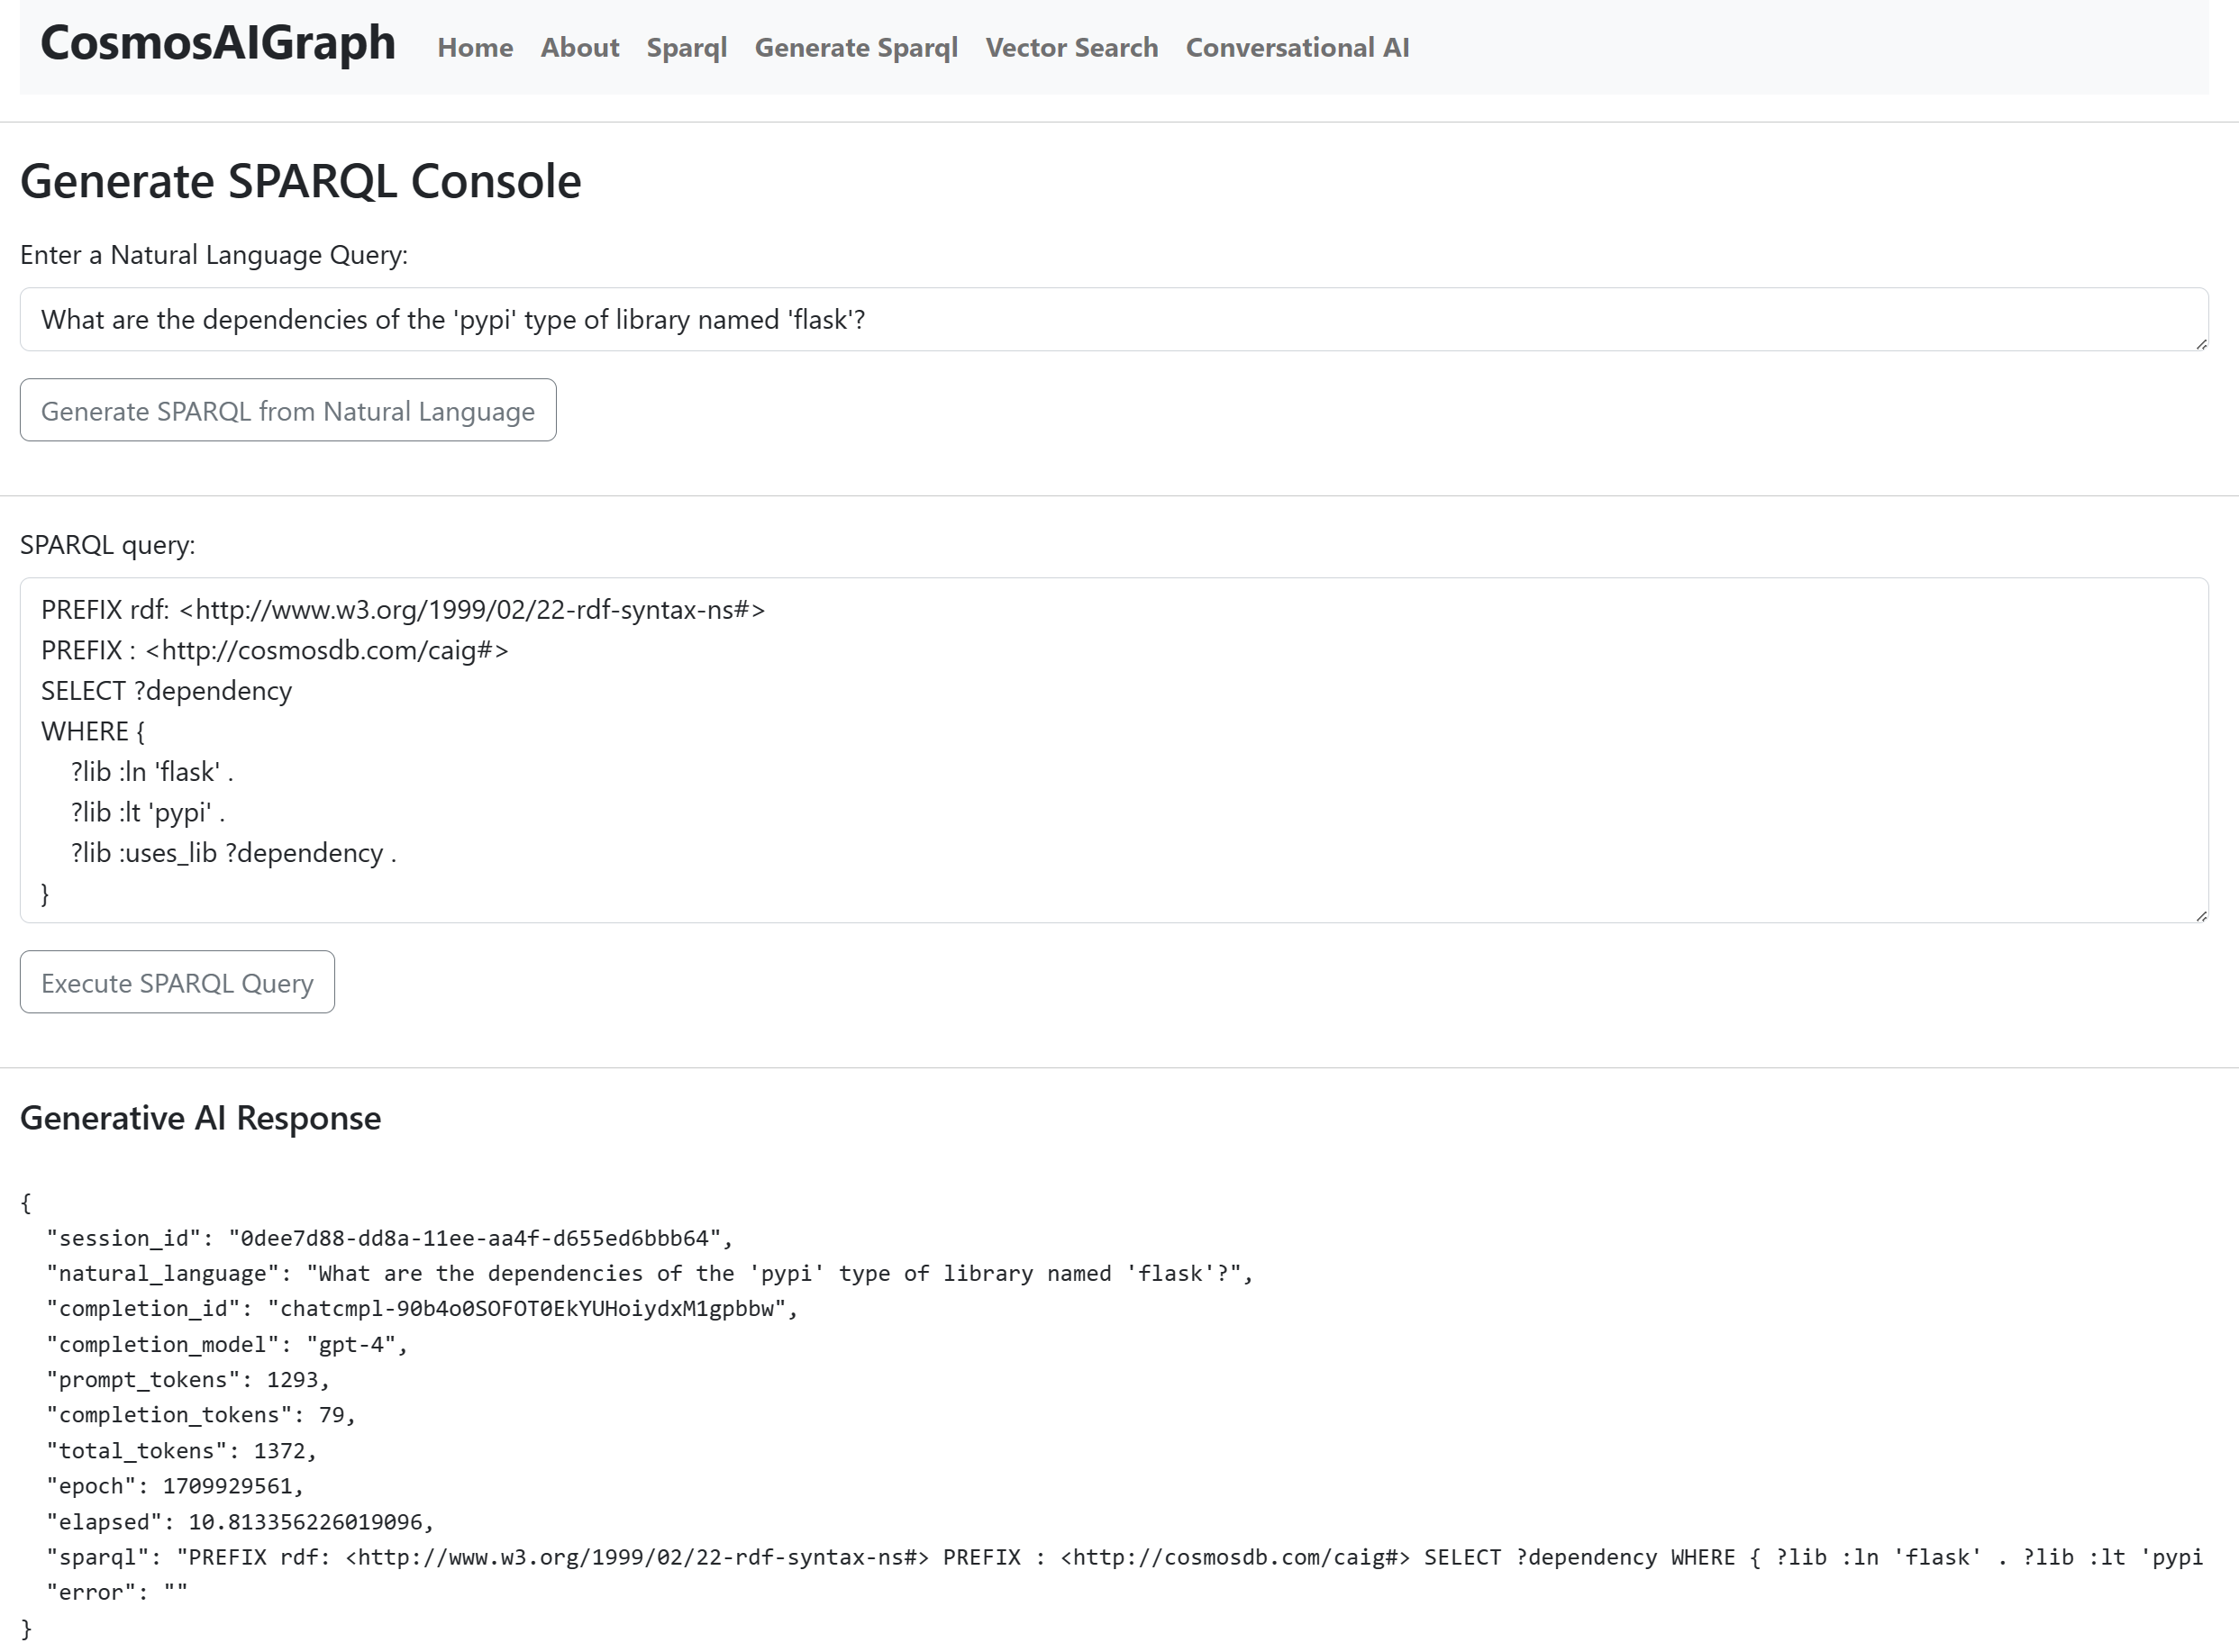 CosmosAIGraph Home About Sparql Generate Sparql Vector Search Conversational AI
Generate SPARQL Console
Enter a Natural Language Query:
What are the dependencies of the 'pypi' type of library named 'flask'?
Generate SPARQL from Natural Language
SPARQL query:
PREFIX rdf: <http://www.w3.org/1999/02/22-rdf-syntax-ns#>
PREFIX : <http://cosmosdb.com/caig#>
SELECT ?dependency
WHERE {
    ?lib :ln 'flask' .
    ?lib :lt 'pypi' .
    ?lib :uses_lib ?dependency .
}
Execute SPARQL Query
Generative AI Response
{
  "session_id": "0dee7d88-dd8a-11ee-aa4f-d655ed6bbb64",
  "natural_language": "What are the dependencies of the 'pypi' type of library named 'flask'?",
  "completion_id": "chatcmpl-90b4o0SOFOT0EkYUHoiydxM1gpbbw",
  "completion_model": "gpt-4",
  "prompt_tokens": 1293,
  "completion_tokens": 79,
  "total_tokens": 1372,
  "epoch": 1709929561,
  "elapsed": 10.813356226019096,
  "sparql": "PREFIX rdf: <http://www.w3.org/1999/02/22-rdf-syntax-ns#> PREFIX : <http://cosmosdb.com/caig#> SELECT ?dependency WHERE { ?lib :ln 'flask' . ?lib :lt 'pypi
  "error": ""
}